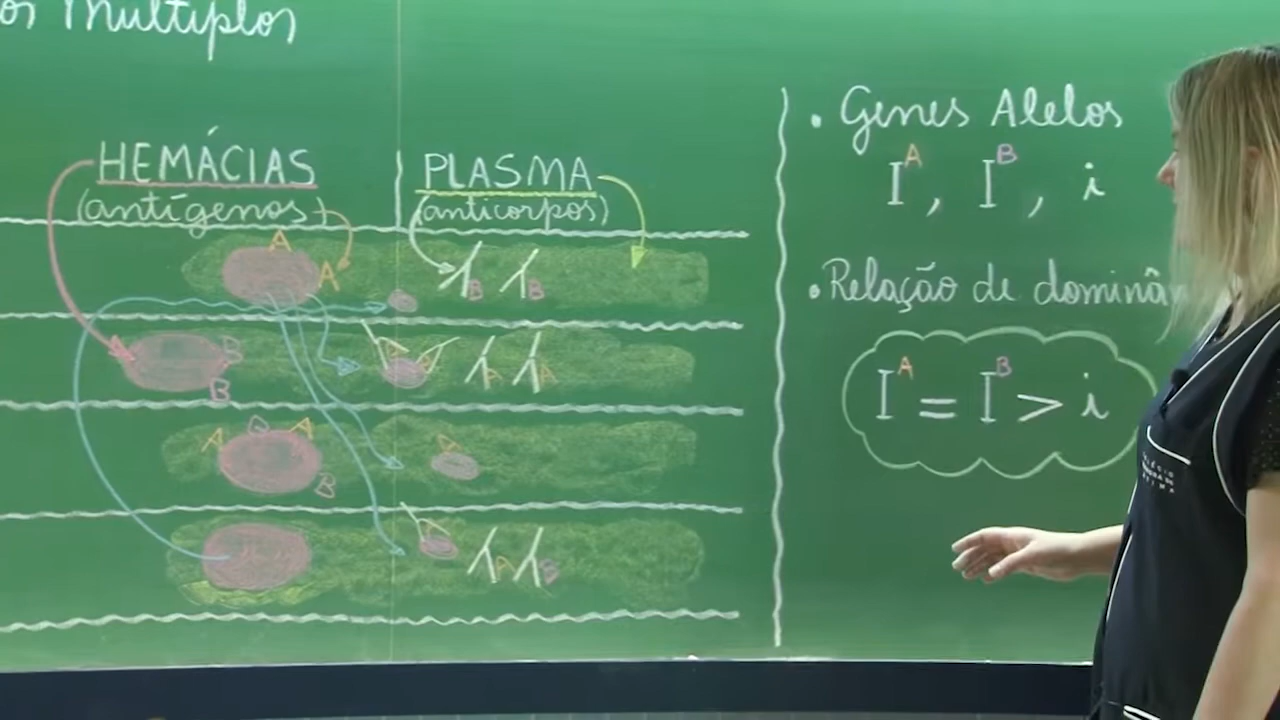 Múltiplos
HEMÁCIAS
(antígenos)
PLASMA
(anticorpos)
A
A
B B
B
B
A A
A B A
B
A B
. Genes Alelos
I^A, I^B, i
. Relação de dominâ
I^A = I^B > i